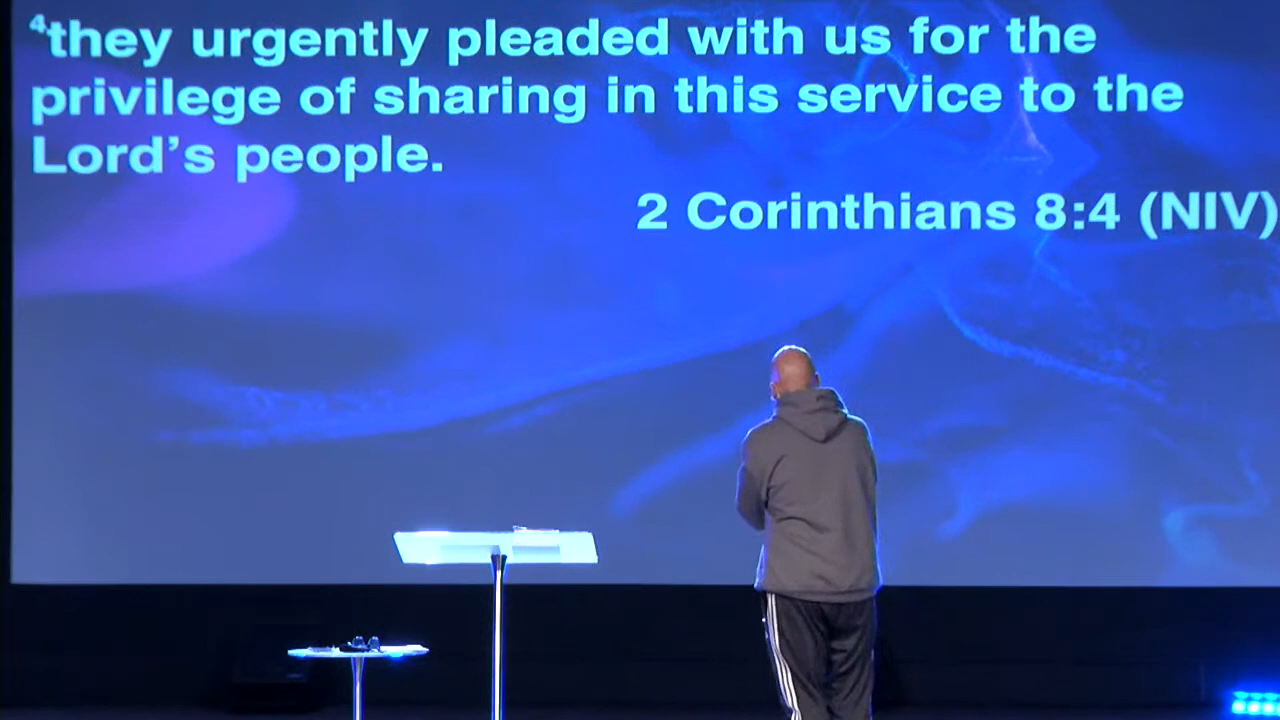 ⁴they urgently pleaded with us for the
privilege of sharing in this service to the
Lord’s people.
2 Corinthians 8:4 (NIV)